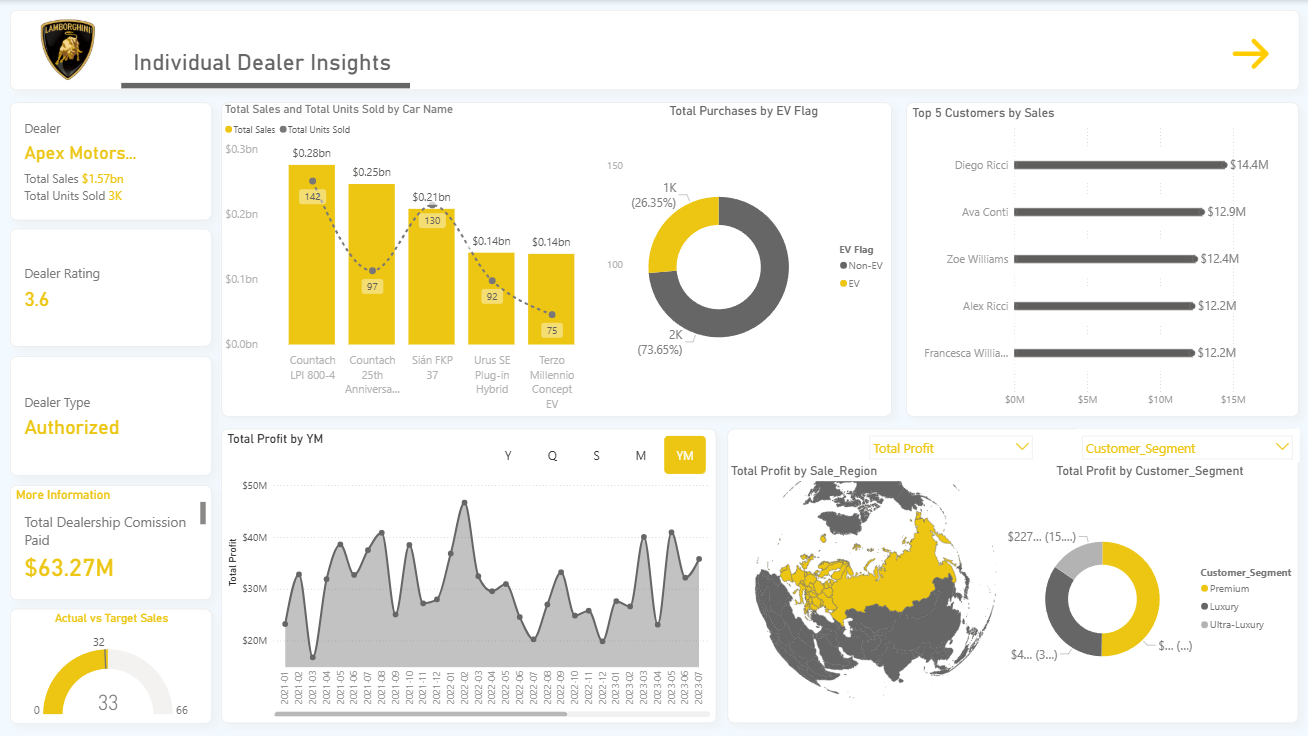 LAMBORGHINI
Individual Dealer Insights
Dealer
Apex Motors...
Total Sales $1.57bn
Total Units Sold 3K
Dealer Rating
3.6
Dealer Type
Authorized
More Information
Total Dealership Comission
Paid
$63.27M
Actual vs Target Sales
32
0
33
66
Total Sales and Total Units Sold by Car Name
Total Sales
Total Units Sold
$0.3bn
$0.2bn
$0.1bn
$0.0bn
$0.28bn
$0.25bn
$0.21bn
$0.14bn
$0.14bn
142
97
130
92
75
150
100
Countach
LPI 800-4
Countach
25th
Anniversa...
Sián FKP
37
Urus SE
Plug-in
Hybrid
Terzo
Millennio
Concept
EV
Total Purchases by EV Flag
1K
(26.35%)
2K
(73.65%)
EV Flag
Non-EV
EV
Top 5 Customers by Sales
Diego Ricci
$14.4M
Ava Conti
$12.9M
Zoe Williams
$12.4M
Alex Ricci
$12.2M
Francesca Willia...
$12.2M
$0M
$5M
$10M
$15M
Total Profit by YM
Y
Q
S
M
YM
Total Profit
$50M
$40M
$30M
$20M
2021-01
2021-02
2021-03
2021-04
2021-05
2021-06
2021-07
2021-08
2021-09
2021-10
2021-11
2021-12
2022-01
2022-02
2022-03
2022-04
2022-05
2022-06
2022-07
2022-08
2022-09
2022-10
2022-11
2022-12
2023-01
2023-02
2023-03
2023-04
2023-05
2023-06
2023-07
Total Profit
Customer_Segment
Total Profit by Sale_Region
Total Profit by Customer_Segment
$227... (15....)
$4... (3...)
$... (...)
Customer_Segment
Premium
Luxury
Ultra-Luxury